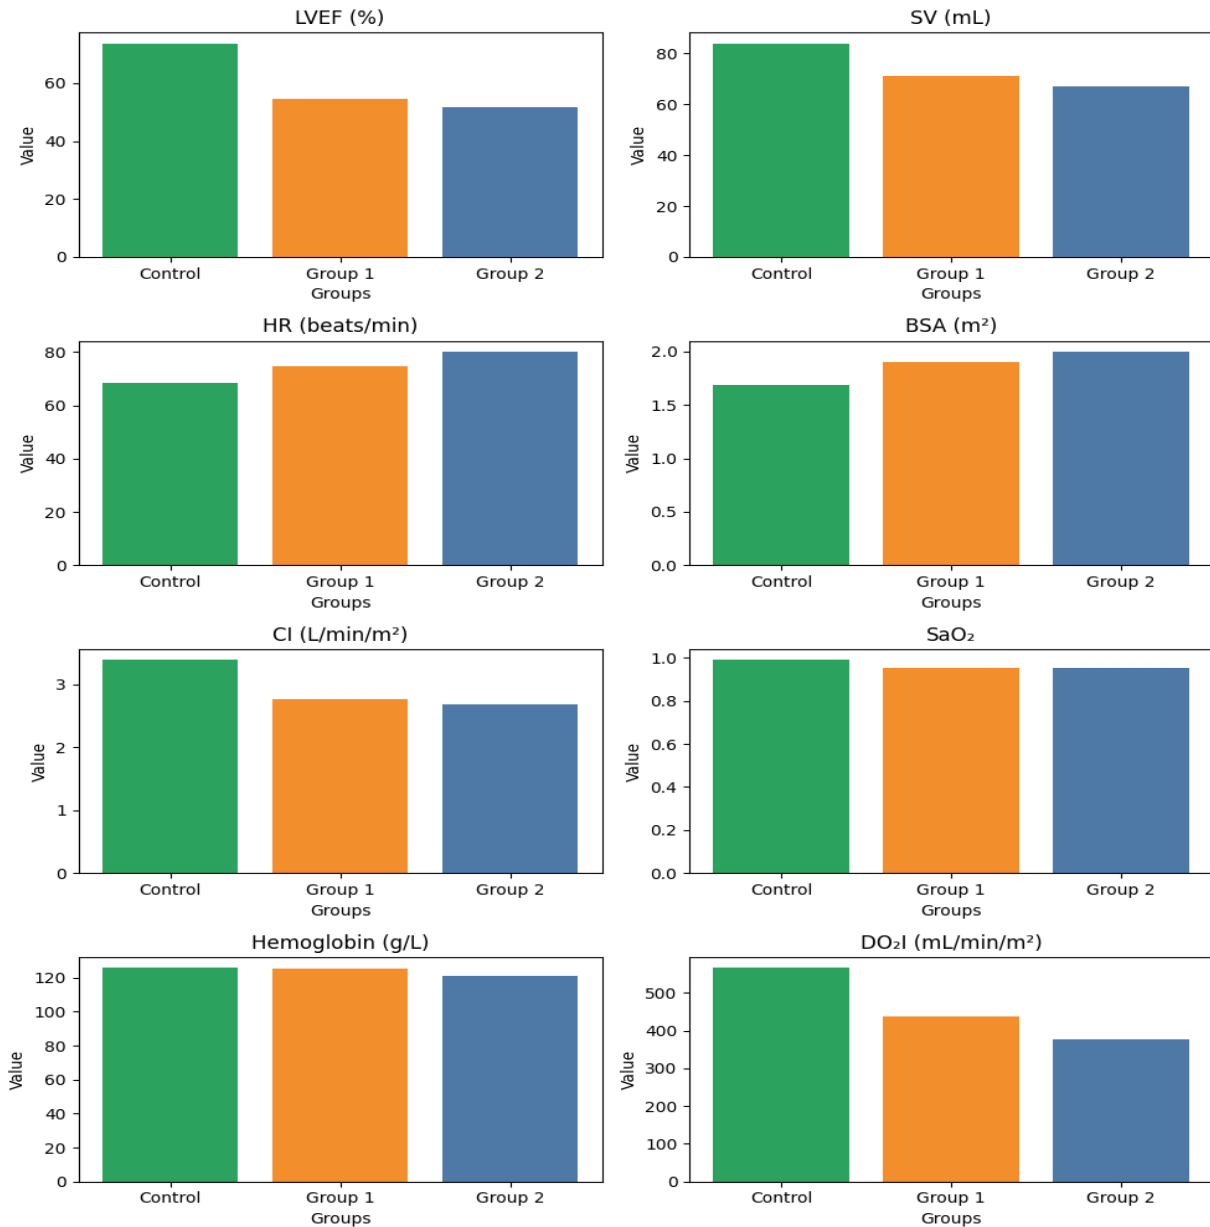 LVEF (%)
Value
60
40
20
0
Control Group 1 Group 2
Groups
SV (mL)
Value
80
60
40
20
0
Control Group 1 Group 2
Groups
HR (beats/min)
Value
80
60
40
20
0
Control Group 1 Group 2
Groups
BSA (m²)
Value
2.0
1.5
1.0
0.5
0.0
Control Group 1 Group 2
Groups
CI (L/min/m²)
Value
3
2
1
0
Control Group 1 Group 2
Groups
SaO₂
Value
1.0
0.8
0.6
0.4
0.2
0.0
Control Group 1 Group 2
Groups
Hemoglobin (g/L)
Value
120
100
80
60
40
20
0
Control Group 1 Group 2
Groups
DO₂I (mL/min/m²)
Value
500
400
300
200
100
0
Control Group 1 Group 2
Groups